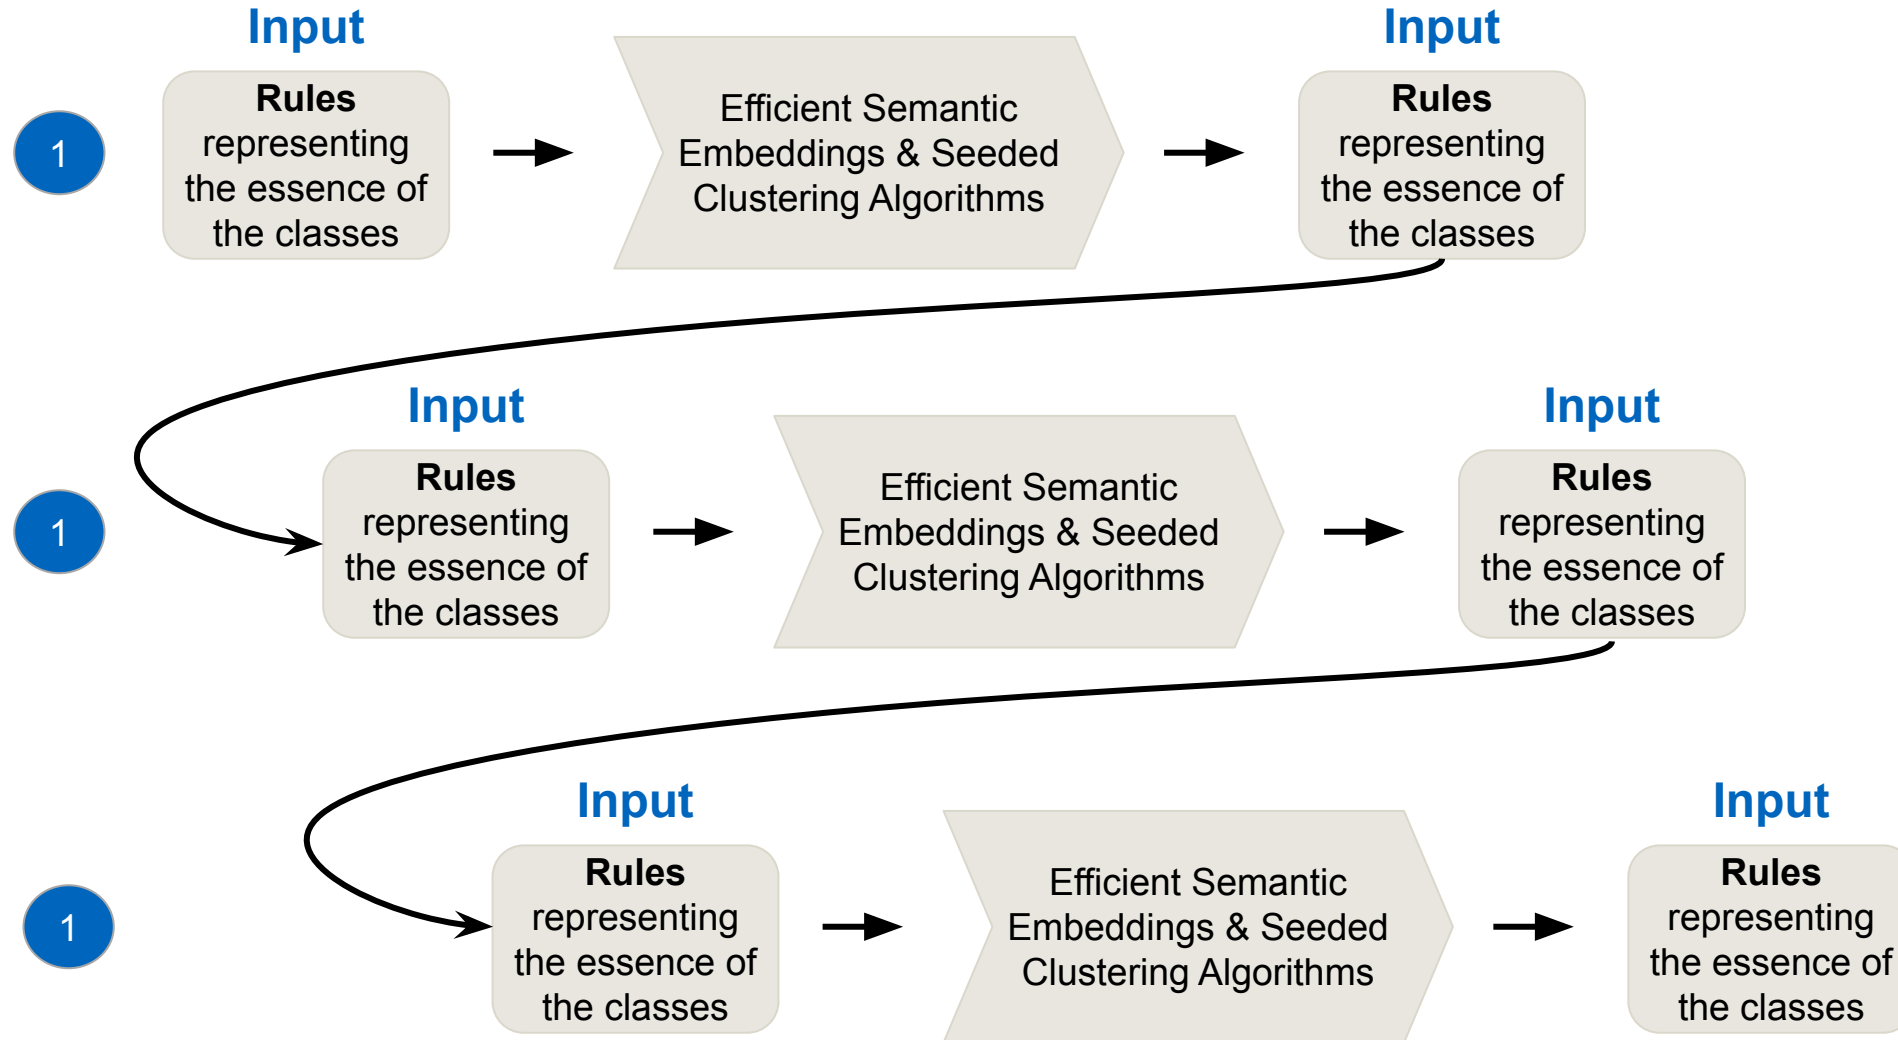 Input
Input
1
Rules
representing
the essence of
the classes
Efficient Semantic
Embeddings & Seeded
Clustering Algorithms
Rules
representing
the essence of
the classes
Input
Input
1
Rules
representing
the essence of
the classes
Efficient Semantic
Embeddings & Seeded
Clustering Algorithms
Rules
representing
the essence of
the classes
Input
Input
1
Rules
representing
the essence of
the classes
Efficient Semantic
Embeddings & Seeded
Clustering Algorithms
Rules
representing
the essence of
the classes